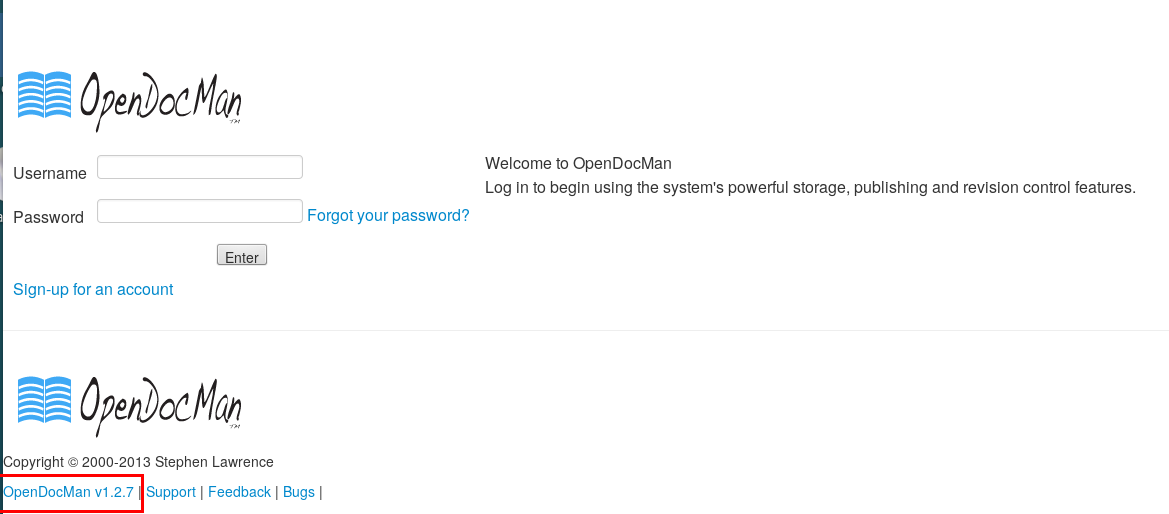 OpenDocMan™
Username
Welcome to OpenDocMan
Log in to begin using the system's powerful storage, publishing and revision control features.
Password Forgot your password?
Enter
Sign-up for an account
OpenDocMan™
Copyright © 2000-2013 Stephen Lawrence
OpenDocMan v1.2.7 | Support | Feedback | Bugs |